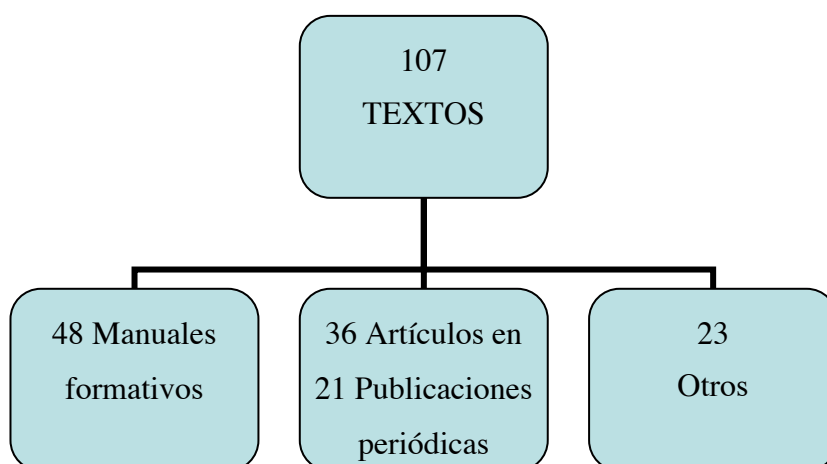 107
TEXTOS
48 Manuales
formativos
36 Artículos en
21 Publicaciones
periódicas
23
Otros